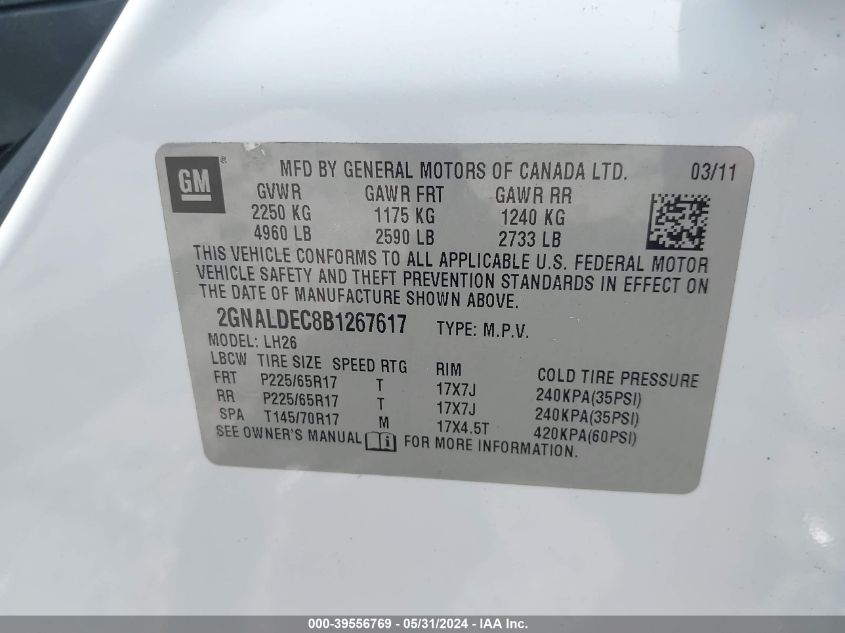 GM ® MFD BY GENERAL MOTORS OF CANADA LTD. 03/11
GVWR GAWR FRT GAWR RR
2250 KG 1175 KG 1240 KG
4960 LB 2590 LB 2733 LB
THIS VEHICLE CONFORMS TO ALL APPLICABLE U.S. FEDERAL MOTOR
VEHICLE SAFETY AND THEFT PREVENTION STANDARDS IN EFFECT ON
THE DATE OF MANUFACTURE SHOWN ABOVE.
2GNALDEC8B1267617 TYPE: M.P.V.
MODEL: LH26
LBCW TIRE SIZE SPEED RTG RIM COLD TIRE PRESSURE
FRT P225/65R17 T 17X7J 240KPA(35PSI)
RR P225/65R17 T 17X7J 240KPA(35PSI)
SPA T145/70R17 M 17X4.5T 420KPA(60PSI)
SEE OWNER'S MANUAL i FOR MORE INFORMATION.
000-39556769 - 05/31/2024 - IAA Inc.